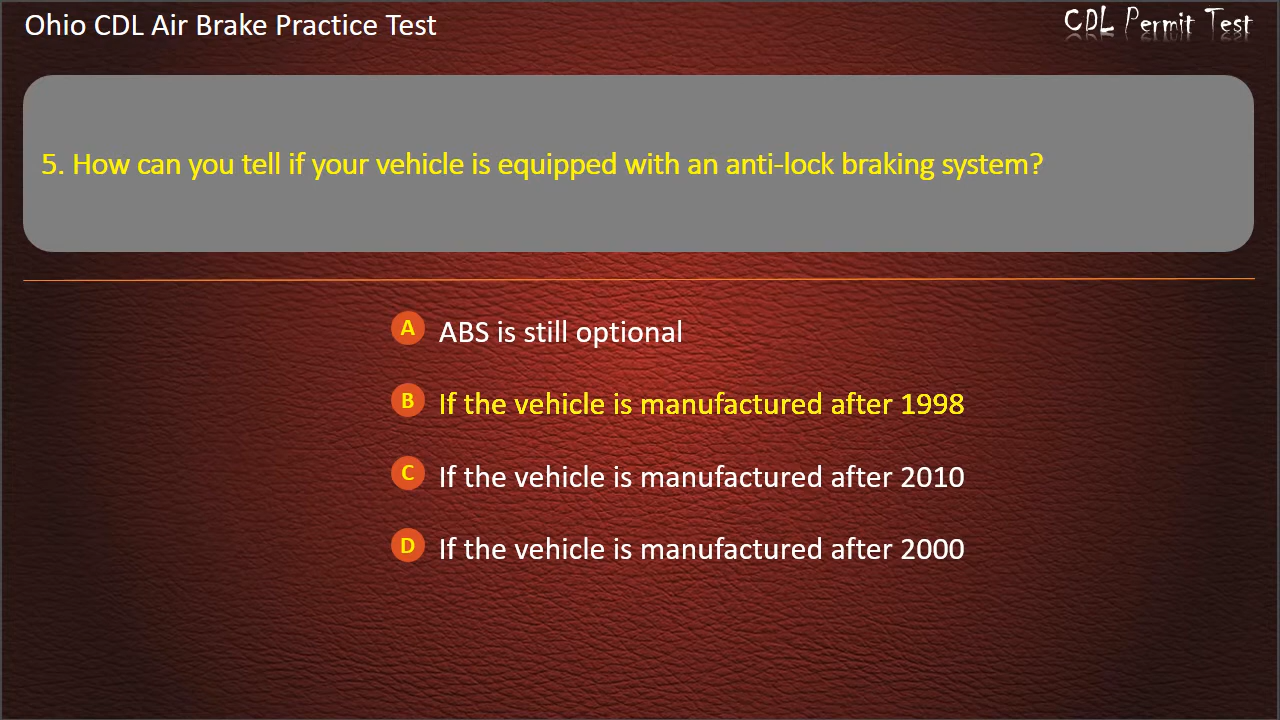 Ohio CDL Air Brake Practice Test
CDL Permit Test
5. How can you tell if your vehicle is equipped with an anti-lock braking system?
A ABS is still optional
B If the vehicle is manufactured after 1998
C If the vehicle is manufactured after 2010
D If the vehicle is manufactured after 2000